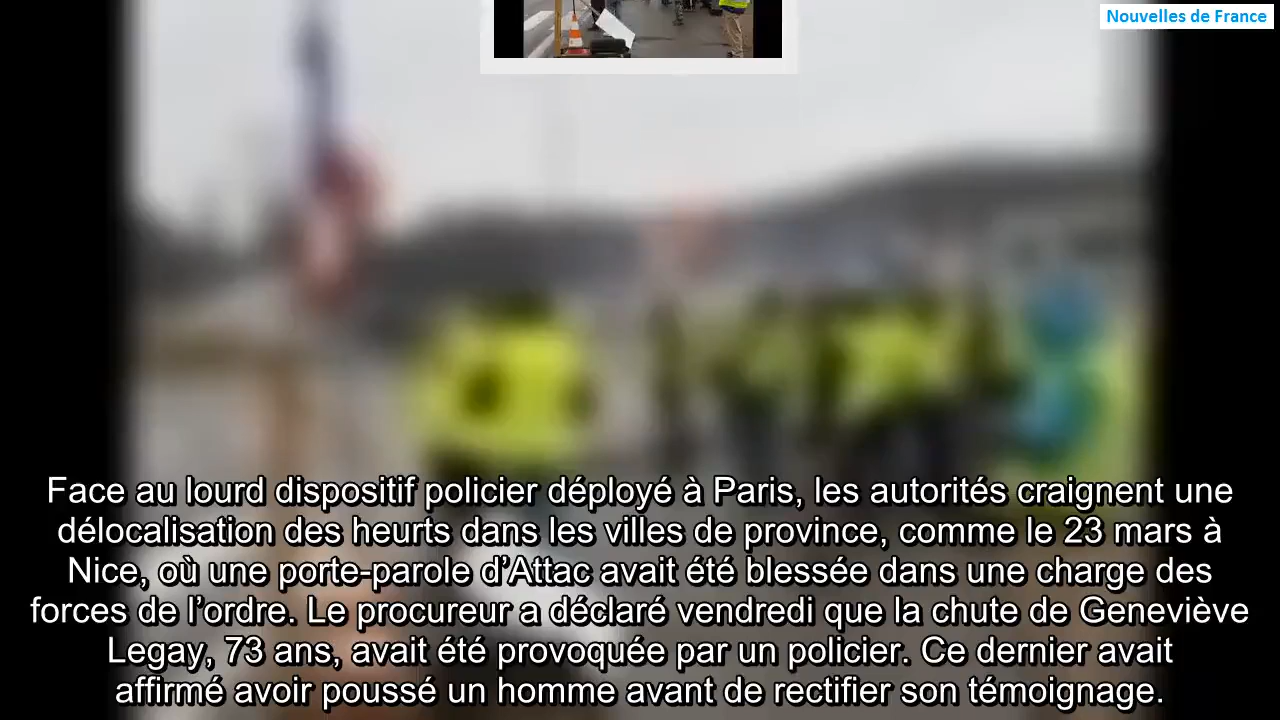 Nouvelles de France
Face au lourd dispositif policier déployé à Paris, les autorités craignent une
délocalisation des heurts dans les villes de province, comme le 23 mars à
Nice, où une porte-parole d’Attac avait été blessée dans une charge des
forces de l’ordre. Le procureur a déclaré vendredi que la chute de Geneviève
Legay, 73 ans, avait été provoquée par un policier. Ce dernier avait
affirmé avoir poussé un homme avant de rectifier son témoignage.